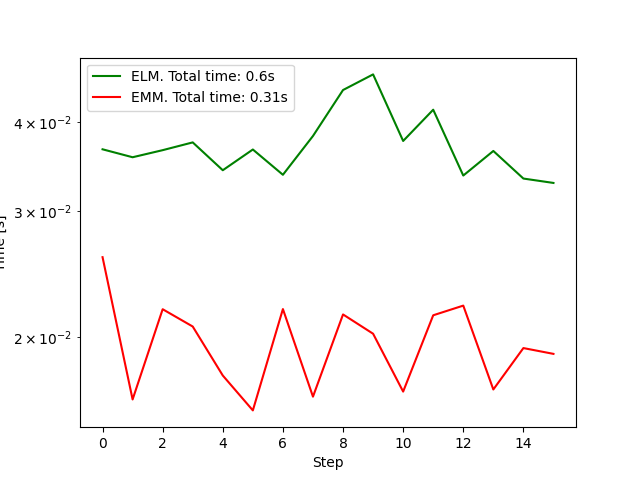 ELM. Total time: 0.6s
EMM. Total time: 0.31s
4 × 10⁻²
3 × 10⁻²
2 × 10⁻²
Time [s]
0 2 4 6 8 10 12 14
Step